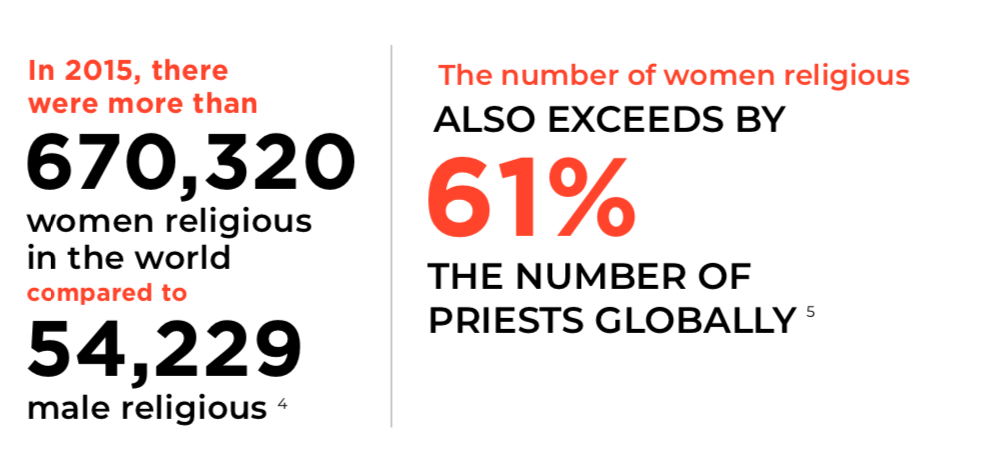 In 2015, there
were more than
670,320
women religious
in the world
compared to
54,229
male religious 4
The number of women religious
ALSO EXCEEDS BY
61%
THE NUMBER OF
PRIESTS GLOBALLY 5